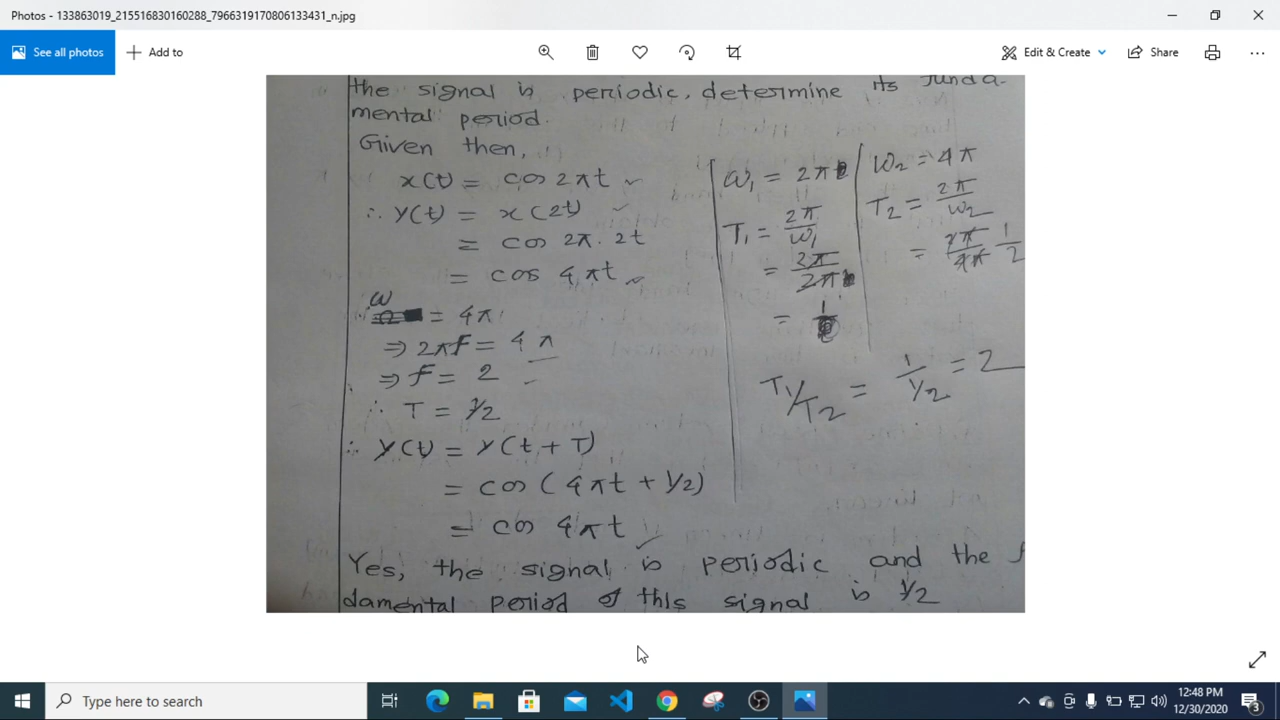 Photos - 133863019_215516830160288_7966319170806133431_n.jpg
See all photos
Add to
Edit & Create
Share
the signal is periodic, determine its funda-
mental period.
Given then,
x(t) = cos 2πt
∴ y(t) = x(2t)
= cos 2π. 2t
= cos 4πt
ω = 4π
⇒ 2πf = 4π
⇒ f = 2
∴ T = 1/2
∴ y(t) = y(t + T)
= cos (4πt + 1/2)
= cos 4πt
Yes, the signal is periodic and the f
damental period of this signal is 1/2
ω₁ = 2π
T₁ = 2π/ω₁
= 2π/2π
= 1
ω₂ = 4π
T₂ = 2π/ω₂
= 2π/4π 1/2
T₁/T₂ = 1/1/2 = 2
Type here to search
12:48 PM
12/30/2020
3